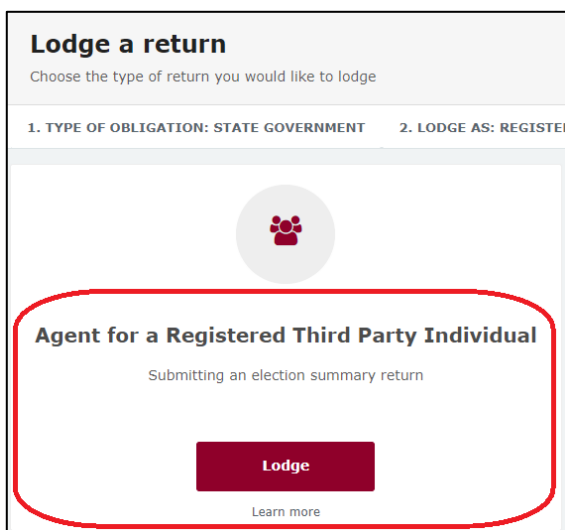 Lodge a return
Choose the type of return you would like to lodge
1. TYPE OF OBLIGATION: STATE GOVERNMENT 2. LODGE AS:
Agent for a Registered Third Party Individual
Submitting an election summary return
Lodge
Learn more